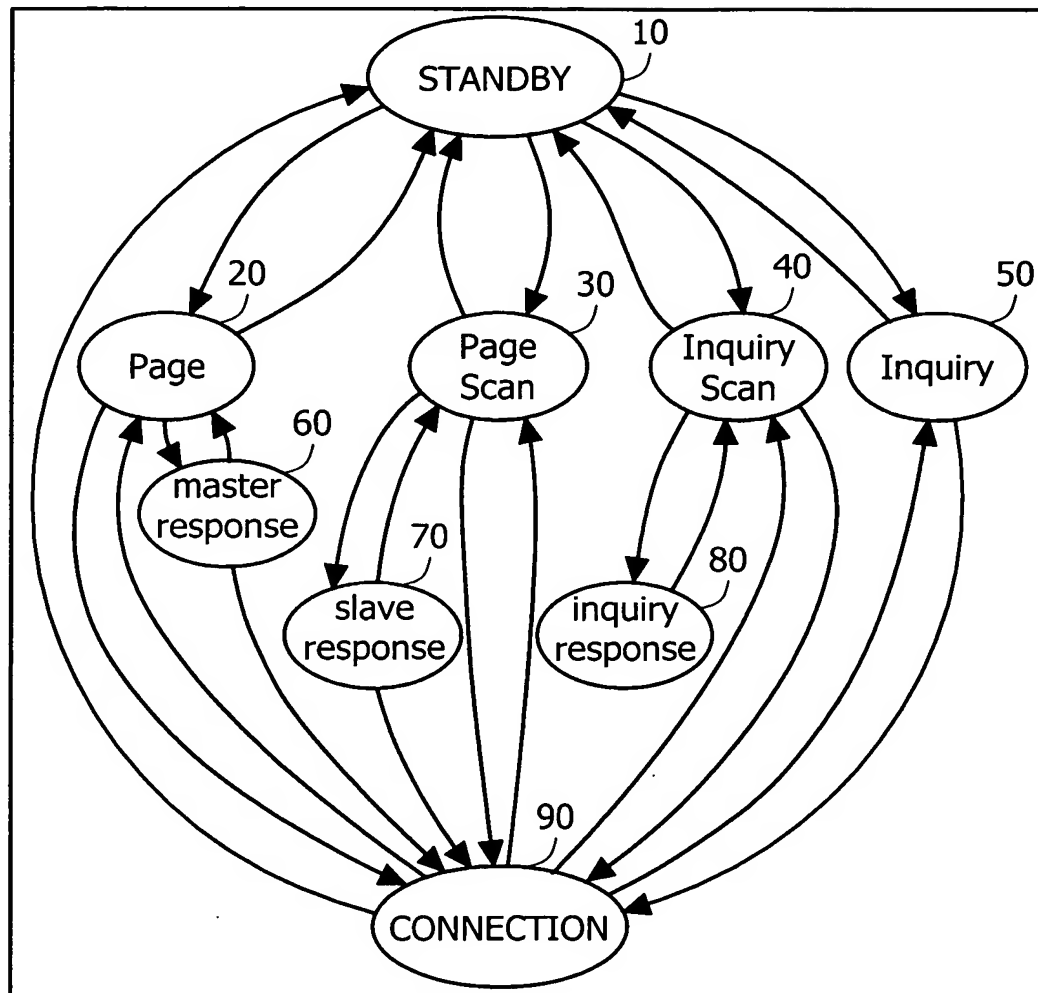 10
STANDBY
20
30
40
50
Page
Page
Scan
Inquiry
Scan
Inquiry
60
master
response
70
slave
response
80
inquiry
response
90
CONNECTION